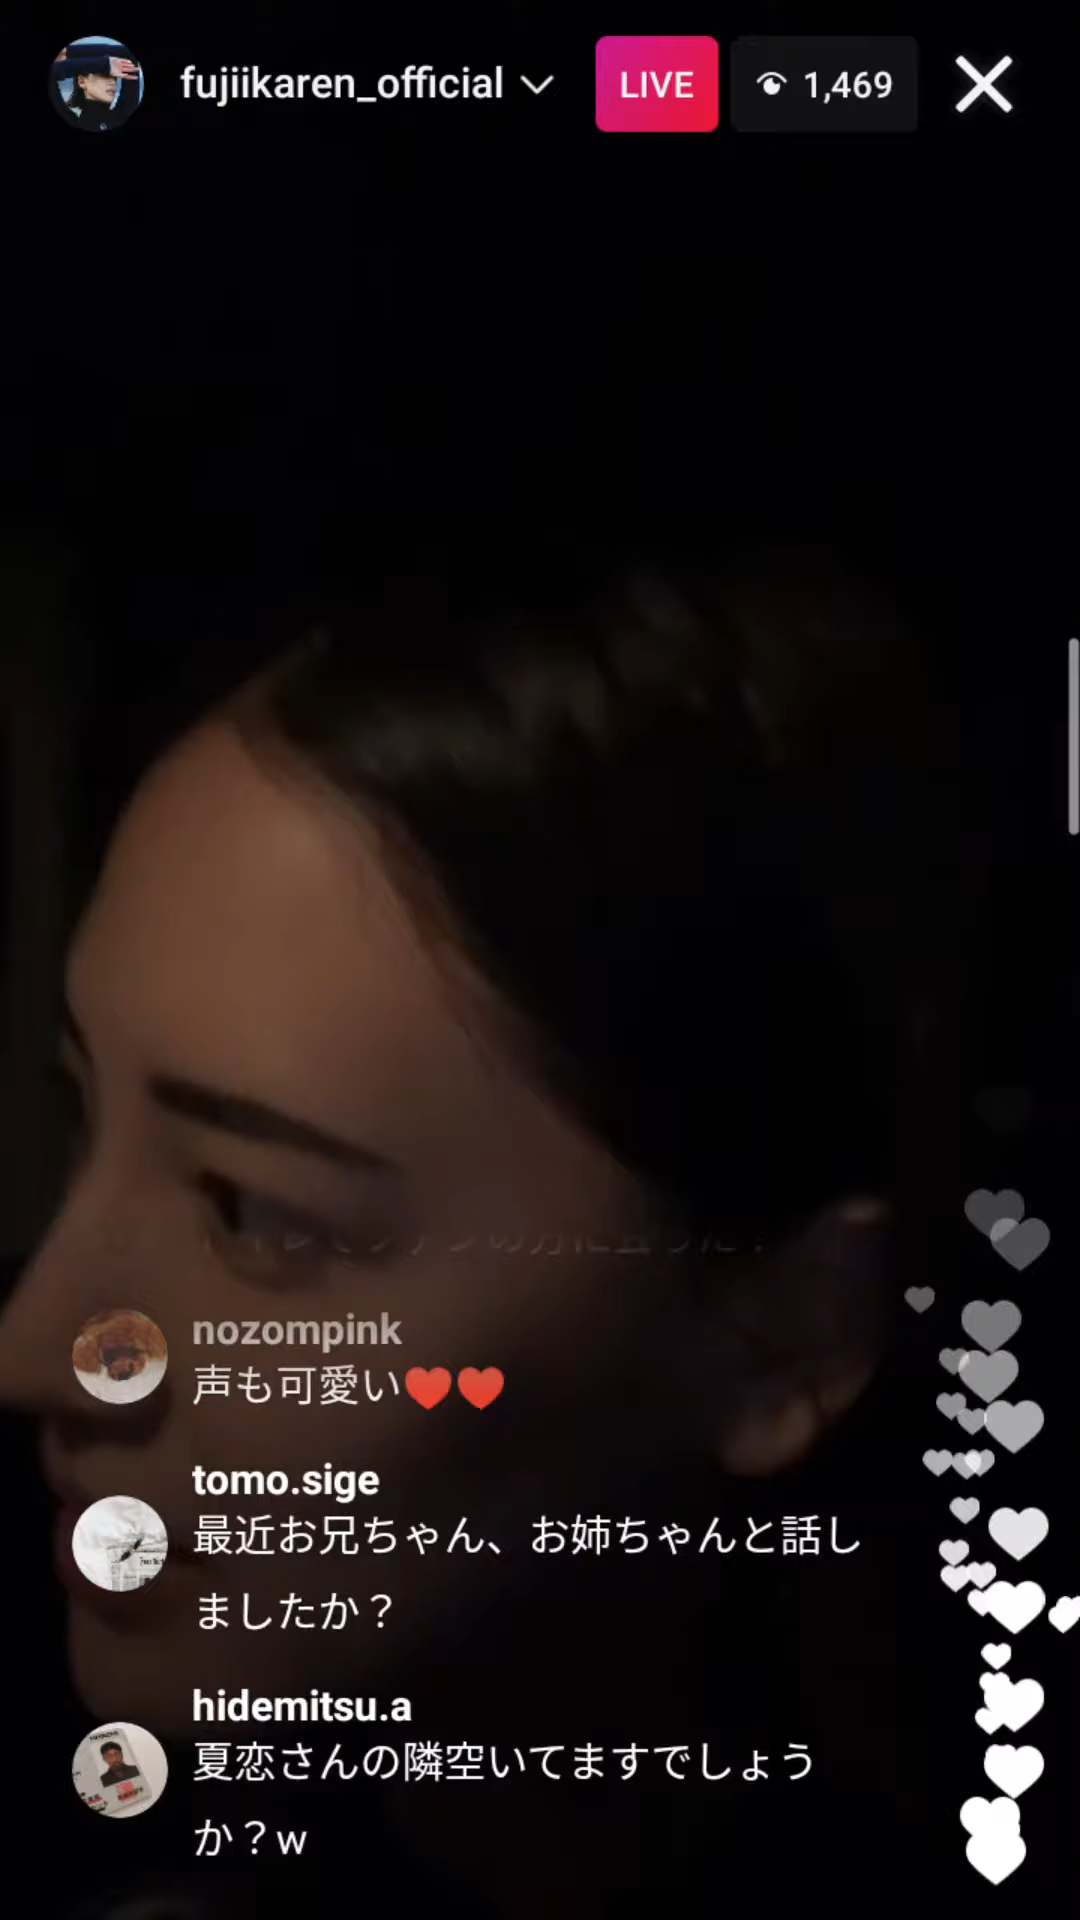 fujiikaren_official
LIVE
1,469
nozompink
声も可愛い❤️❤️
tomo.sige
最近お兄ちゃん、お姉ちゃんと話し
ましたか？
hidemitsu.a
夏恋さんの隣空いてますでしょう
か？w